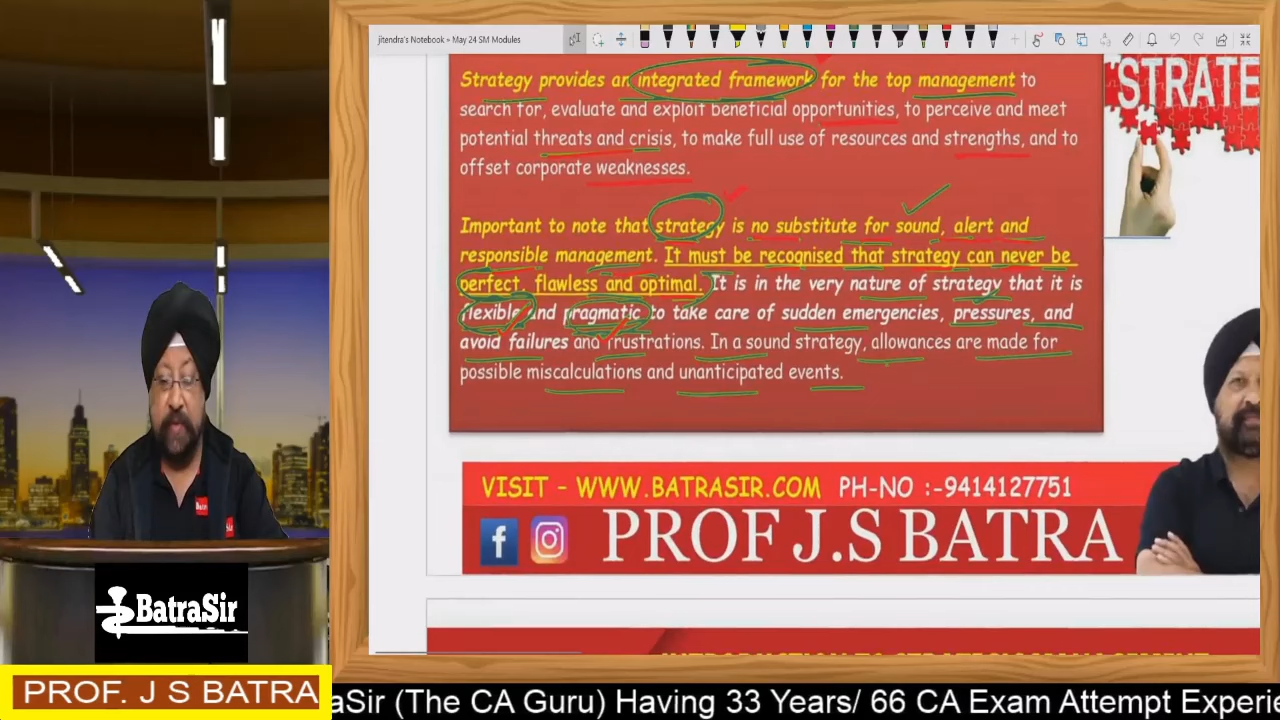 jitendra's Notebook » May 24 SM Modules
Strategy provides an integrated framework for the top management to
search for, evaluate and exploit beneficial opportunities, to perceive and meet
potential threats and crisis, to make full use of resources and strengths, and to
offset corporate weaknesses.
Important to note that strategy is no substitute for sound, alert and
responsible management. It must be recognised that strategy can never be
perfect, flawless and optimal. It is in the very nature of strategy that it is
flexible and pragmatic to take care of sudden emergencies, pressures, and
avoid failures and frustrations. In a sound strategy, allowances are made for
possible miscalculations and unanticipated events.
STRATE
VISIT - WWW.BATRASIR.COM PH-NO :-9414127751
PROF J.S BATRA
BatraSir
PROF. J S BATRA
aSir (The CA Guru) Having 33 Years/ 66 CA Exam Attempt Experie